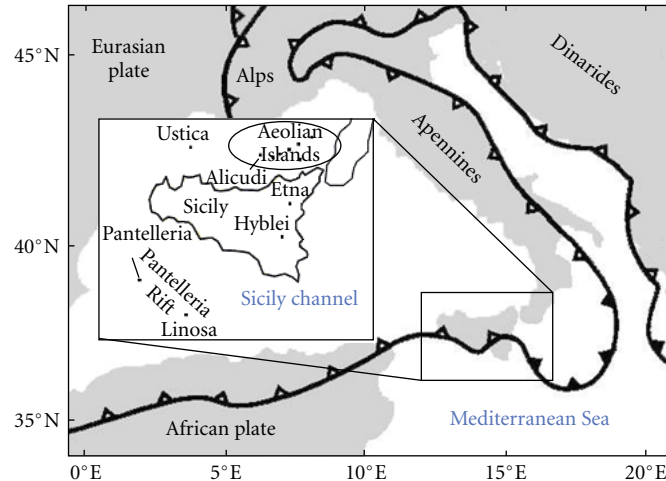 45°N
Eurasian
plate
Alps
Dinarides
Apennines
Ustica
Aeolian
Islands
Alicudi
Etna
Sicily
Hyblei
Pantelleria
Pantelleria
Rift
Linosa
Sicily channel
40°N
35°N
African plate
Mediterranean Sea
0°E
5°E
10°E
15°E
20°E